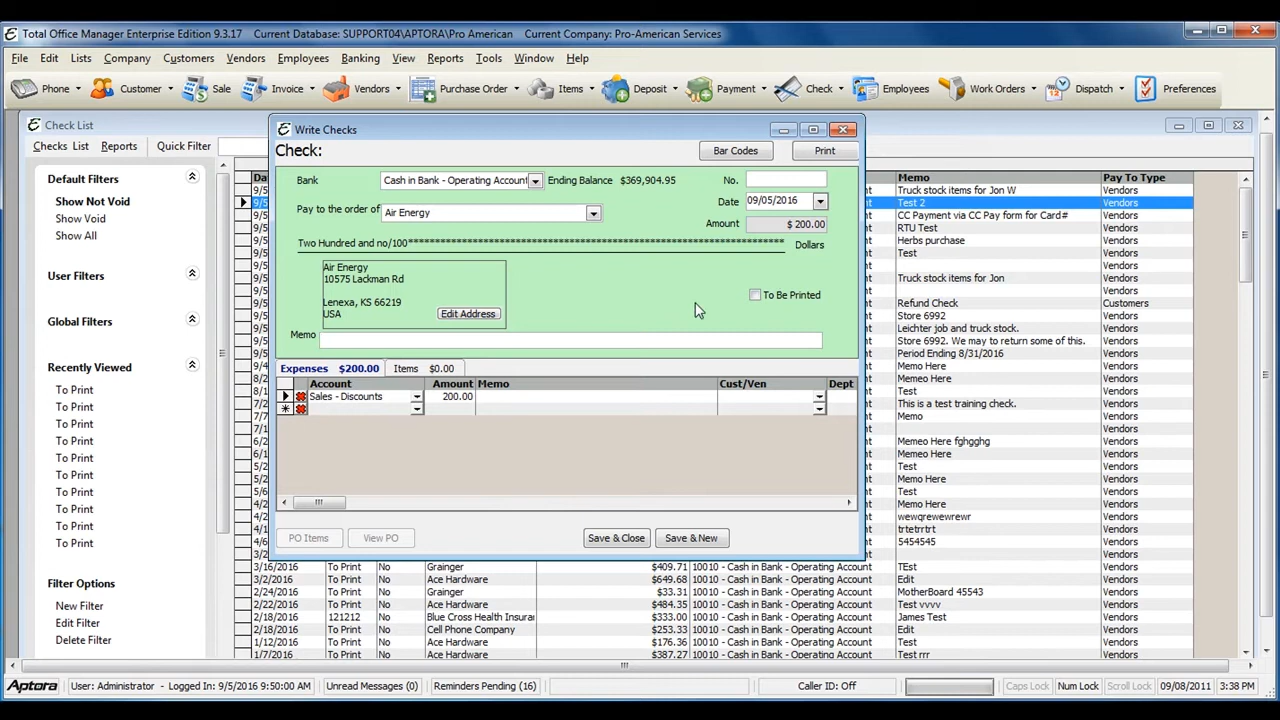 Total Office Manager Enterprise Edition 9.3.17 Current Database: SUPPORT04\APTORA\Pro American Current Company: Pro-American Services
File Edit Lists Company Customers Vendors Employees Banking View Reports Tools Window Help
Phone Customer Sale Invoice Vendors Purchase Order Items Deposit Payment Check Employees Work Orders Dispatch Preferences
Check List
Checks List Reports Quick Filter
Default Filters
Show Not Void
Show Void
Show All
User Filters
Global Filters
Recently Viewed
To Print
To Print
To Print
To Print
To Print
To Print
To Print
To Print
To Print
To Print
Filter Options
New Filter
Edit Filter
Delete Filter
Write Checks
Check:
Bar Codes Print
Bank Cash in Bank - Operating Account Ending Balance $369,904.95 No.
Date 09/05/2016
Pay to the order of Air Energy
Amount $ 200.00
Two Hundred and no/100 Dollars
Air Energy
10575 Lackman Rd
Lenexa, KS 66219
USA
Edit Address
To Be Printed
Memo
Expenses $200.00 Items $0.00
Account Amount Memo Cust/Ven Dept
Sales - Discounts 200.00
PO Items View PO Save & Close Save & New
Memo Pay To Type
Truck stock items for Jon W Vendors
Test 2 Vendors
CC Payment via CC Pay form for Card# Vendors
RTU Test Vendors
Herbs purchase Vendors
Test Vendors
Vendors
Truck stock items for Jon Vendors
Vendors
Refund Check Customers
Store 6992 Vendors
Leichter job and truck stock. Vendors
Store 6992. We may to return some of this. Vendors
Period Ending 8/31/2016 Vendors
Memo Here Vendors
Memeo Here Vendors
Test Vendors
This is a test training check. Vendors
Memo Vendors
Vendors
Memeo Here fghgghg Vendors
Memeo Here Vendors
Test Vendors
Memo Here Vendors
Test Vendors
Memo Here Vendors
wewqrewrewrewr Vendors
trtetrrtrt Vendors
5454545 Vendors
Vendors
3/16/2016 To Print No Grainger $409.71 10010 - Cash in Bank - Operating Account TEst Vendors
3/2/2016 To Print No Ace Hardware $649.68 10010 - Cash in Bank - Operating Account Edit Vendors
2/24/2016 To Print No Grainger $33.31 10010 - Cash in Bank - Operating Account MotherBoard 45543 Vendors
2/22/2016 To Print No Ace Hardware $484.35 10010 - Cash in Bank - Operating Account Test vvvv Vendors
2/18/2016 121212 No Blue Cross Health Insurar $333.00 10010 - Cash in Bank - Operating Account James Test Vendors
2/18/2016 To Print No Cell Phone Company $253.33 10010 - Cash in Bank - Operating Account Edit Vendors
1/12/2016 To Print No Ace Hardware $176.36 10010 - Cash in Bank - Operating Account Test Vendors
1/7/2016 To Print No Ace Hardware $387.27 10010 - Cash in Bank - Operating Account Test rrr Vendors
Aptora User: Administrator - Logged In: 9/5/2016 9:50:00 AM Unread Messages (0) Reminders Pending (16) Caller ID: Off Caps Lock Num Lock Scroll Lock 09/08/2011 3:38 PM